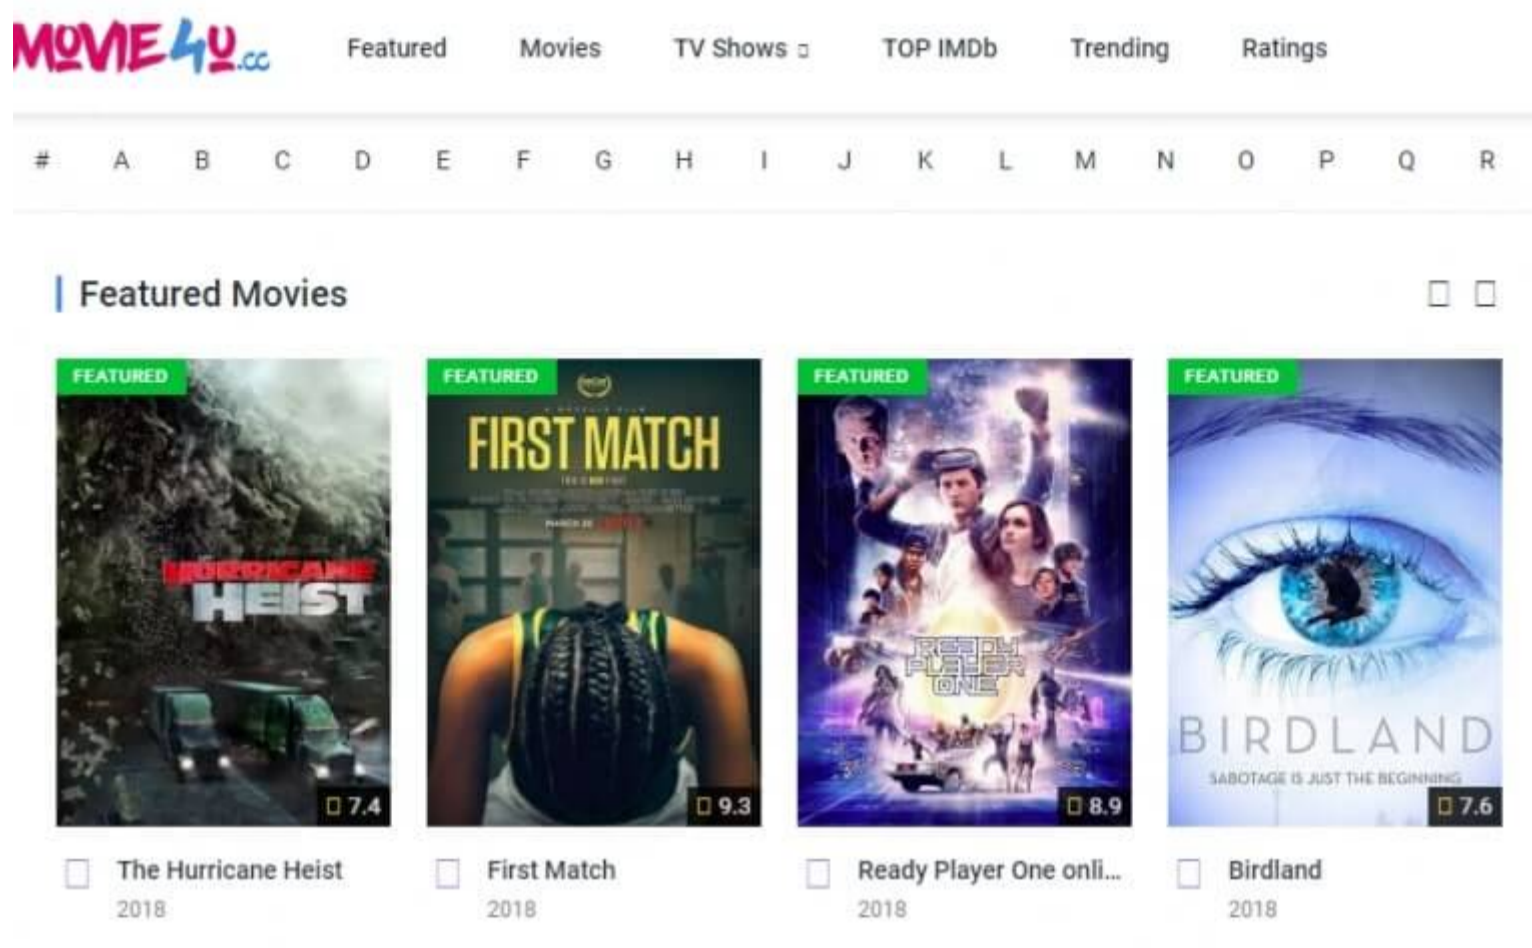 MOVIE4U.cc
Featured Movies TV Shows TOP IMDb Trending Ratings
# A B C D E F G H I J K L M N O P Q R
Featured Movies
FEATURED FEATURED FEATURED FEATURED
FIRST MATCH
MARCH 30
HURRICANE
HEIST
READY
PLAYER
ONE
BIRDLAND
SABOTAGE IS JUST THE BEGINNING
7.4 9.3 8.9 7.6
The Hurricane Heist First Match Ready Player One onli... Birdland
2018 2018 2018 2018